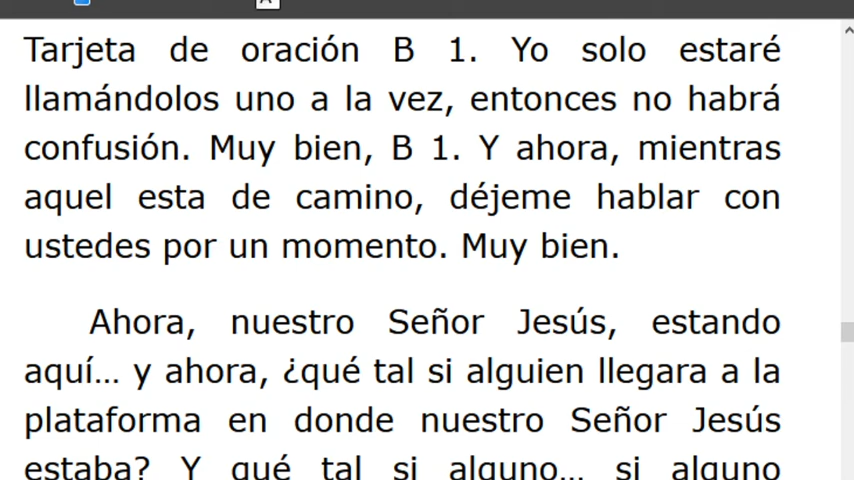 Tarjeta de oración B 1. Yo solo estaré
llamándolos uno a la vez, entonces no habrá
confusión. Muy bien, B 1. Y ahora, mientras
aquel esta de camino, déjeme hablar con
ustedes por un momento. Muy bien.
Ahora, nuestro Señor Jesús, estando
aquí... y ahora, ¿qué tal si alguien llegara a la
plataforma en donde nuestro Señor Jesús
estaba? Y qué tal si alguno... si alguno